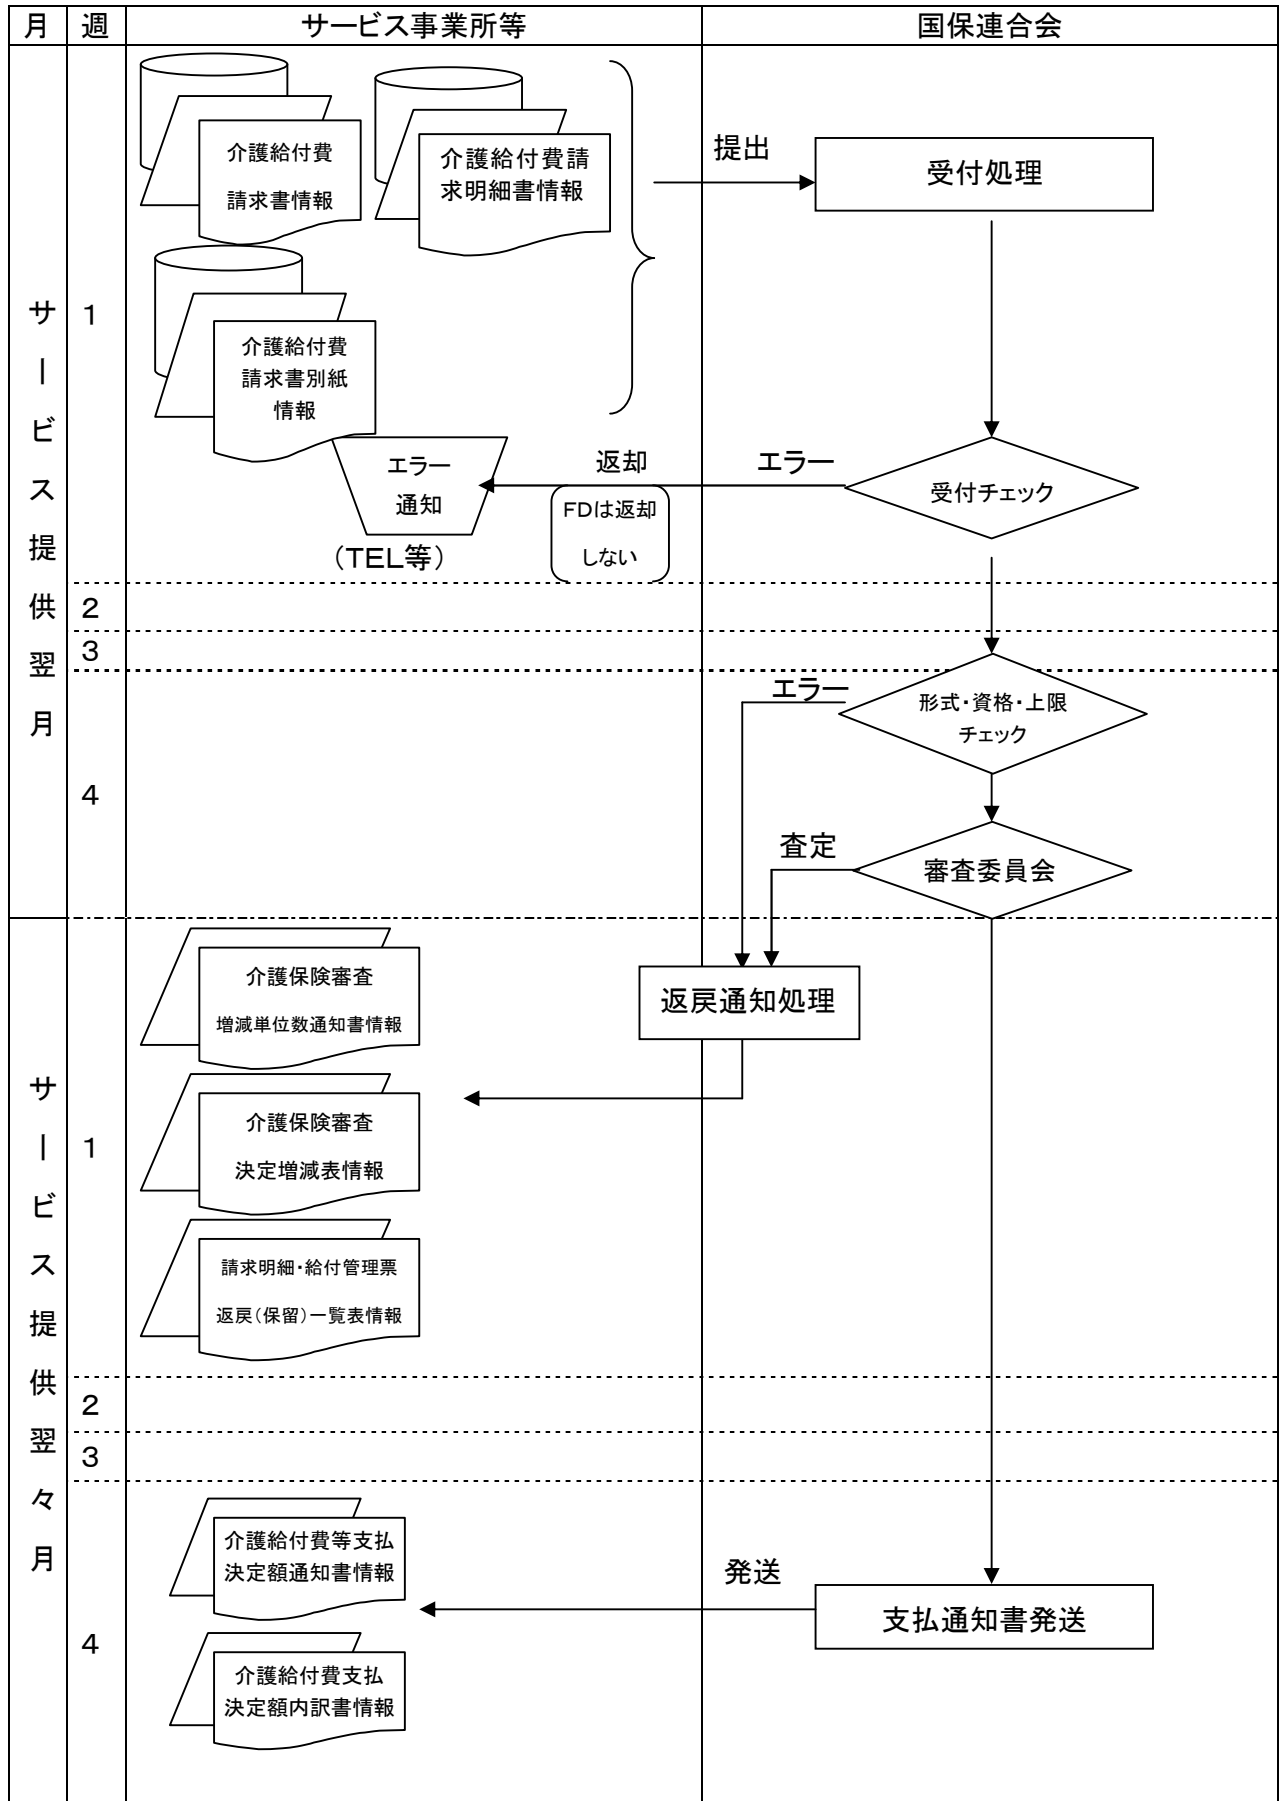 月 週 サービス事業所等 国保連合会
サービス提供翌月
1
介護給付費
請求書情報
介護給付費請
求明細書情報
提出
受付処理
介護給付費
請求書別紙
情報
エラー
通知
(TEL等)
返却
FDは返却
しない
エラー
受付チェック
2
3
4
エラー
形式・資格・上限
チェック
査定
審査委員会
サービス提供翌々月
1
介護保険審査
増減単位数通知書情報
返戻通知処理
介護保険審査
決定増減表情報
請求明細・給付管理票
返戻(保留)一覧表情報
2
3
4
介護給付費等支払
決定額通知書情報
発送
支払通知書発送
介護給付費支払
決定額内訳書情報